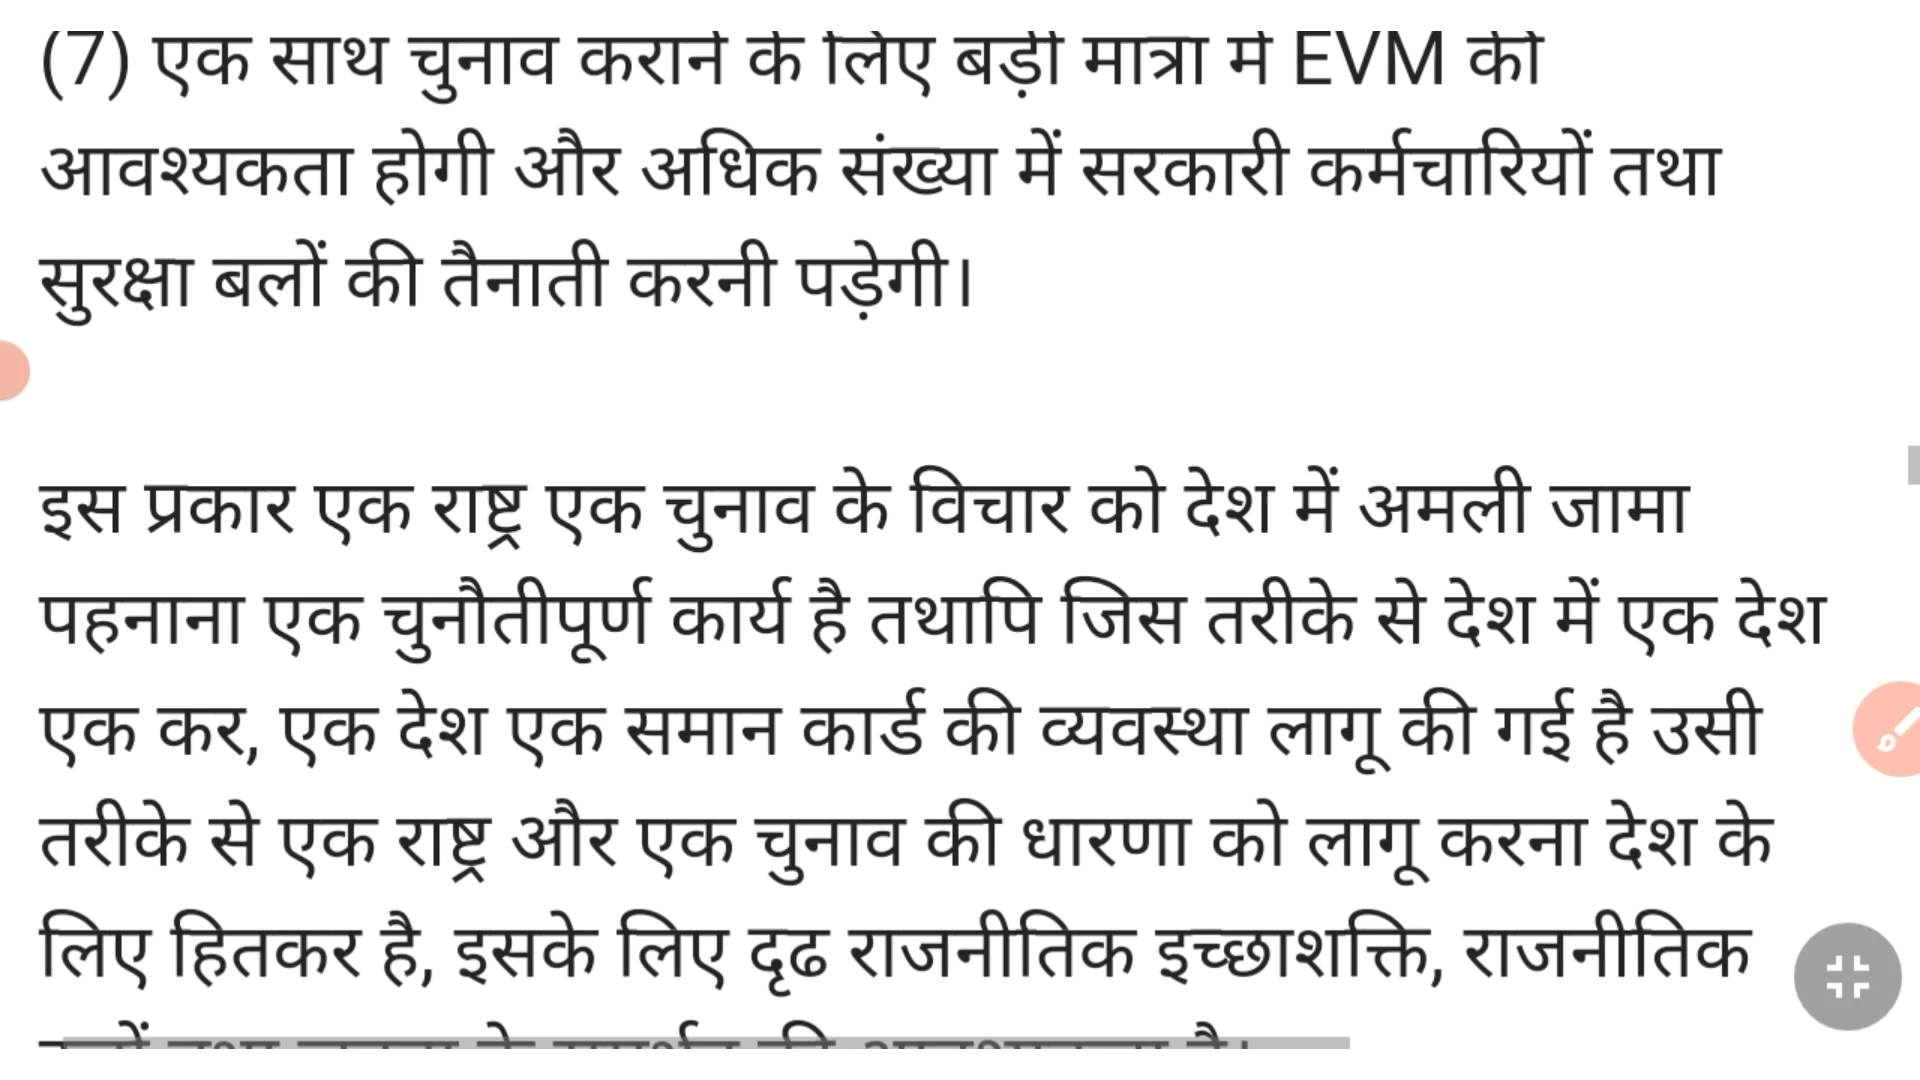 (7) एक साथ चुनाव कराने के लिए बड़ी मात्रा में EVM की
आवश्यकता होगी और अधिक संख्या में सरकारी कर्मचारियों तथा
सुरक्षा बलों की तैनाती करनी पड़ेगी।
इस प्रकार एक राष्ट्र एक चुनाव के विचार को देश में अमली जामा
पहनाना एक चुनौतीपूर्ण कार्य है तथापि जिस तरीके से देश में एक देश
एक कर, एक देश एक समान कार्ड की व्यवस्था लागू की गई है उसी
तरीके से एक राष्ट्र और एक चुनाव की धारणा को लागू करना देश के
लिए हितकर है, इसके लिए दृढ राजनीतिक इच्छाशक्ति, राजनीतिक